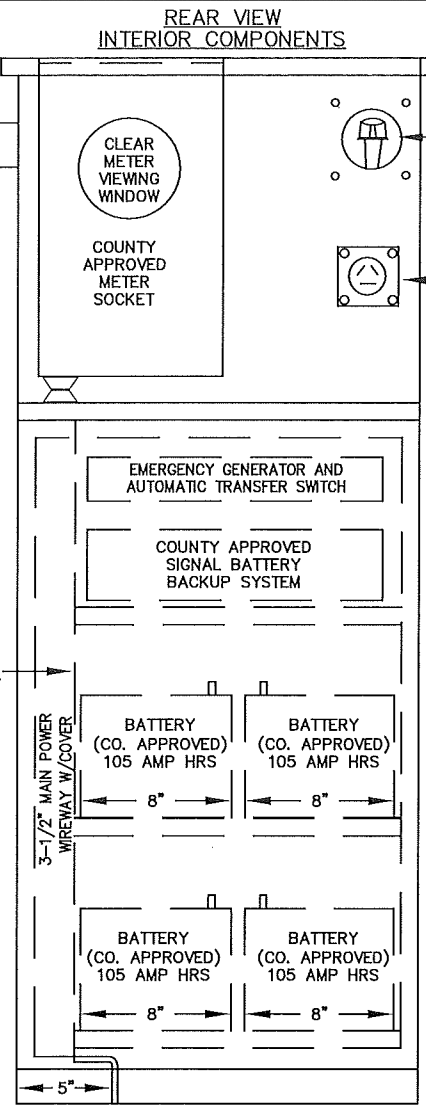 REAR VIEW
INTERIOR COMPONENTS
CLEAR
METER
VIEWING
WINDOW
COUNTY
APPROVED
METER
SOCKET
EMERGENCY GENERATOR AND
AUTOMATIC TRANSFER SWITCH
COUNTY APPROVED
SIGNAL BATTERY
BACKUP SYSTEM
3-1/2" MAIN POWER
WIREWAY W/COVER
BATTERY
(CO. APPROVED)
105 AMP HRS
8"
BATTERY
(CO. APPROVED)
105 AMP HRS
8"
BATTERY
(CO. APPROVED)
105 AMP HRS
8"
BATTERY
(CO. APPROVED)
105 AMP HRS
8"
5"